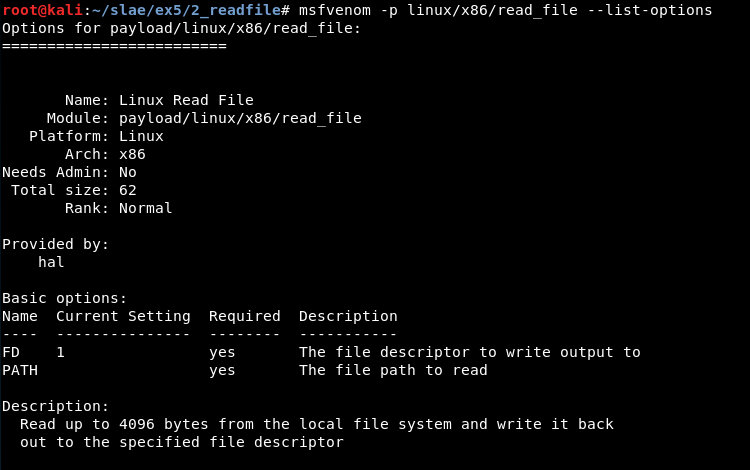 root@kali:~/slae/ex5/2_readfile# msfvenom -p linux/x86/read_file --list-options
Options for payload/linux/x86/read_file:
=========================
Name: Linux Read File
Module: payload/linux/x86/read_file
Platform: Linux
Arch: x86
Needs Admin: No
Total size: 62
Rank: Normal
Provided by:
hal
Basic options:
Name  Current Setting  Required  Description
----  ---------------  --------  -----------
FD    1                yes       The file descriptor to write output to
PATH                   yes       The file path to read
Description:
Read up to 4096 bytes from the local file system and write it back
out to the specified file descriptor